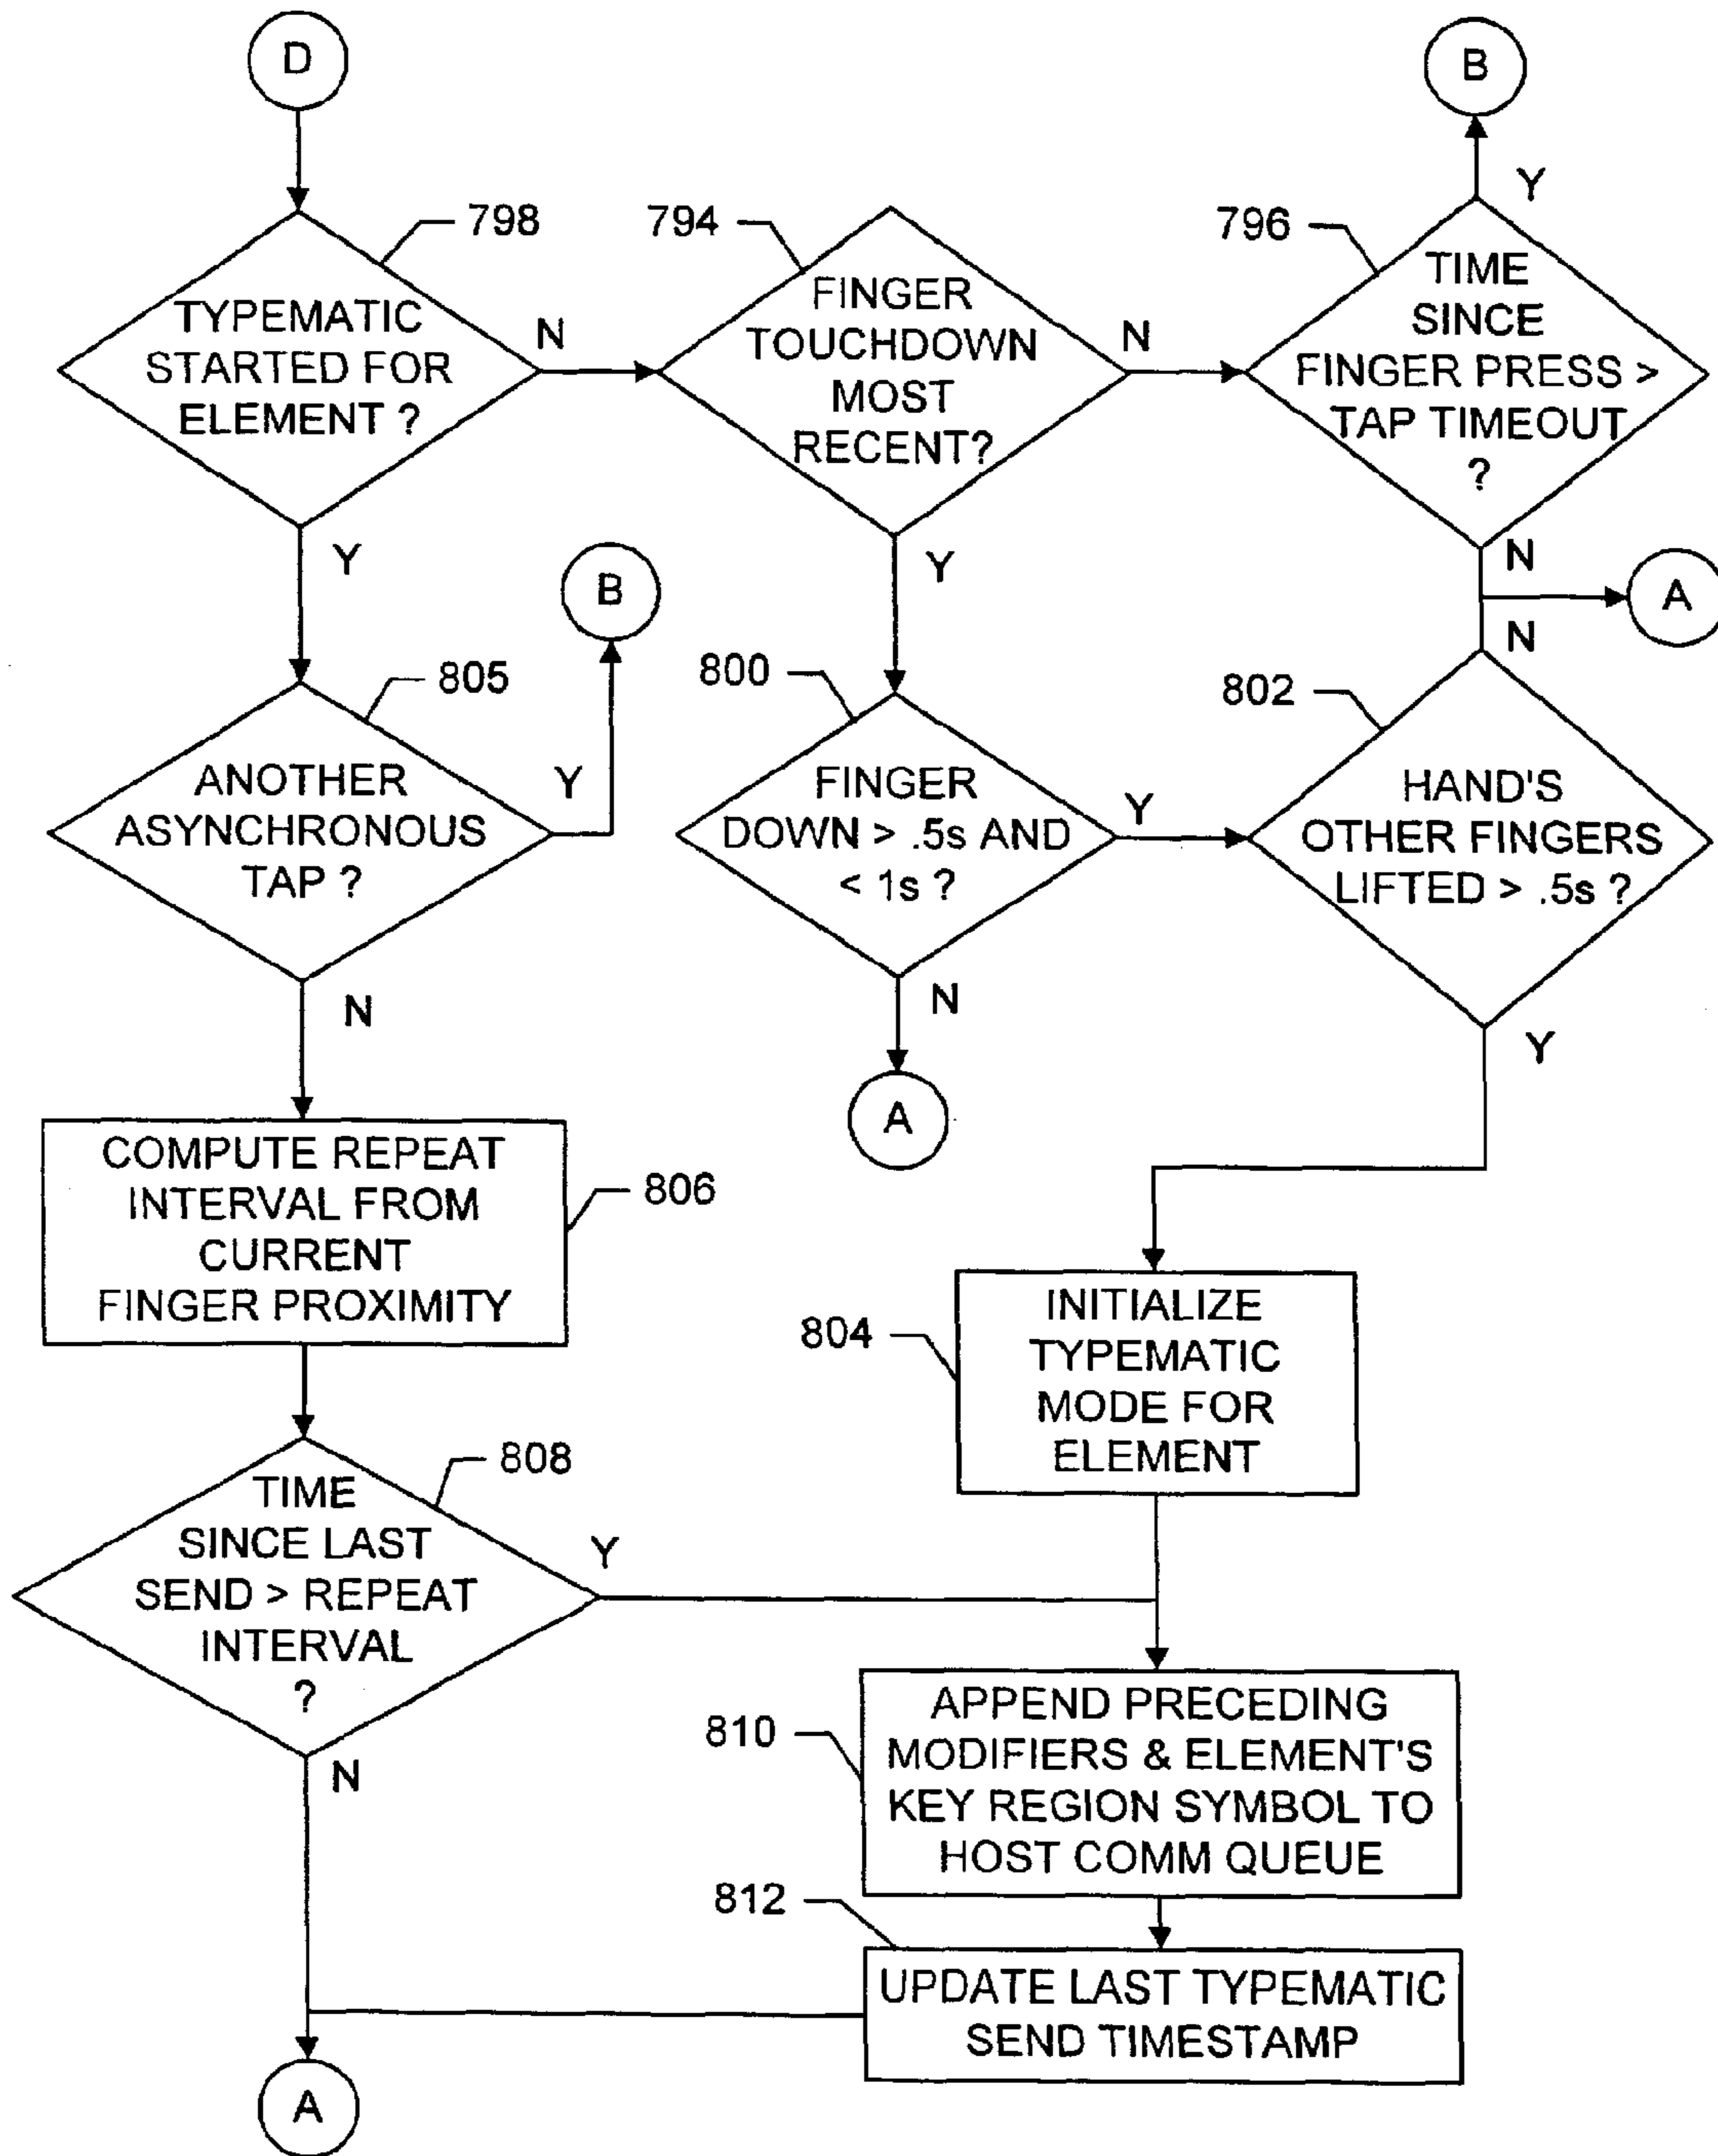 D
B
798
794
796
TYPEMATIC
STARTED FOR
ELEMENT ?
N
Y
FINGER
TOUCHDOWN
MOST
RECENT?
N
Y
Y
TIME
SINCE
FINGER PRESS >
TAP TIMEOUT
?
N
A
B
805
ANOTHER
ASYNCHRONOUS
TAP ?
Y
N
800
FINGER
DOWN > .5s AND
< 1s ?
Y
N
A
802
N
HAND'S
OTHER FINGERS
LIFTED > .5s ?
Y
COMPUTE REPEAT
INTERVAL FROM
CURRENT
FINGER PROXIMITY
806
804
INITIALIZE
TYPEMATIC
MODE FOR
ELEMENT
808
TIME
SINCE LAST
SEND > REPEAT
INTERVAL
?
Y
N
810
APPEND PRECEDING
MODIFIERS & ELEMENT'S
KEY REGION SYMBOL TO
HOST COMM QUEUE
812
UPDATE LAST TYPEMATIC
SEND TIMESTAMP
A